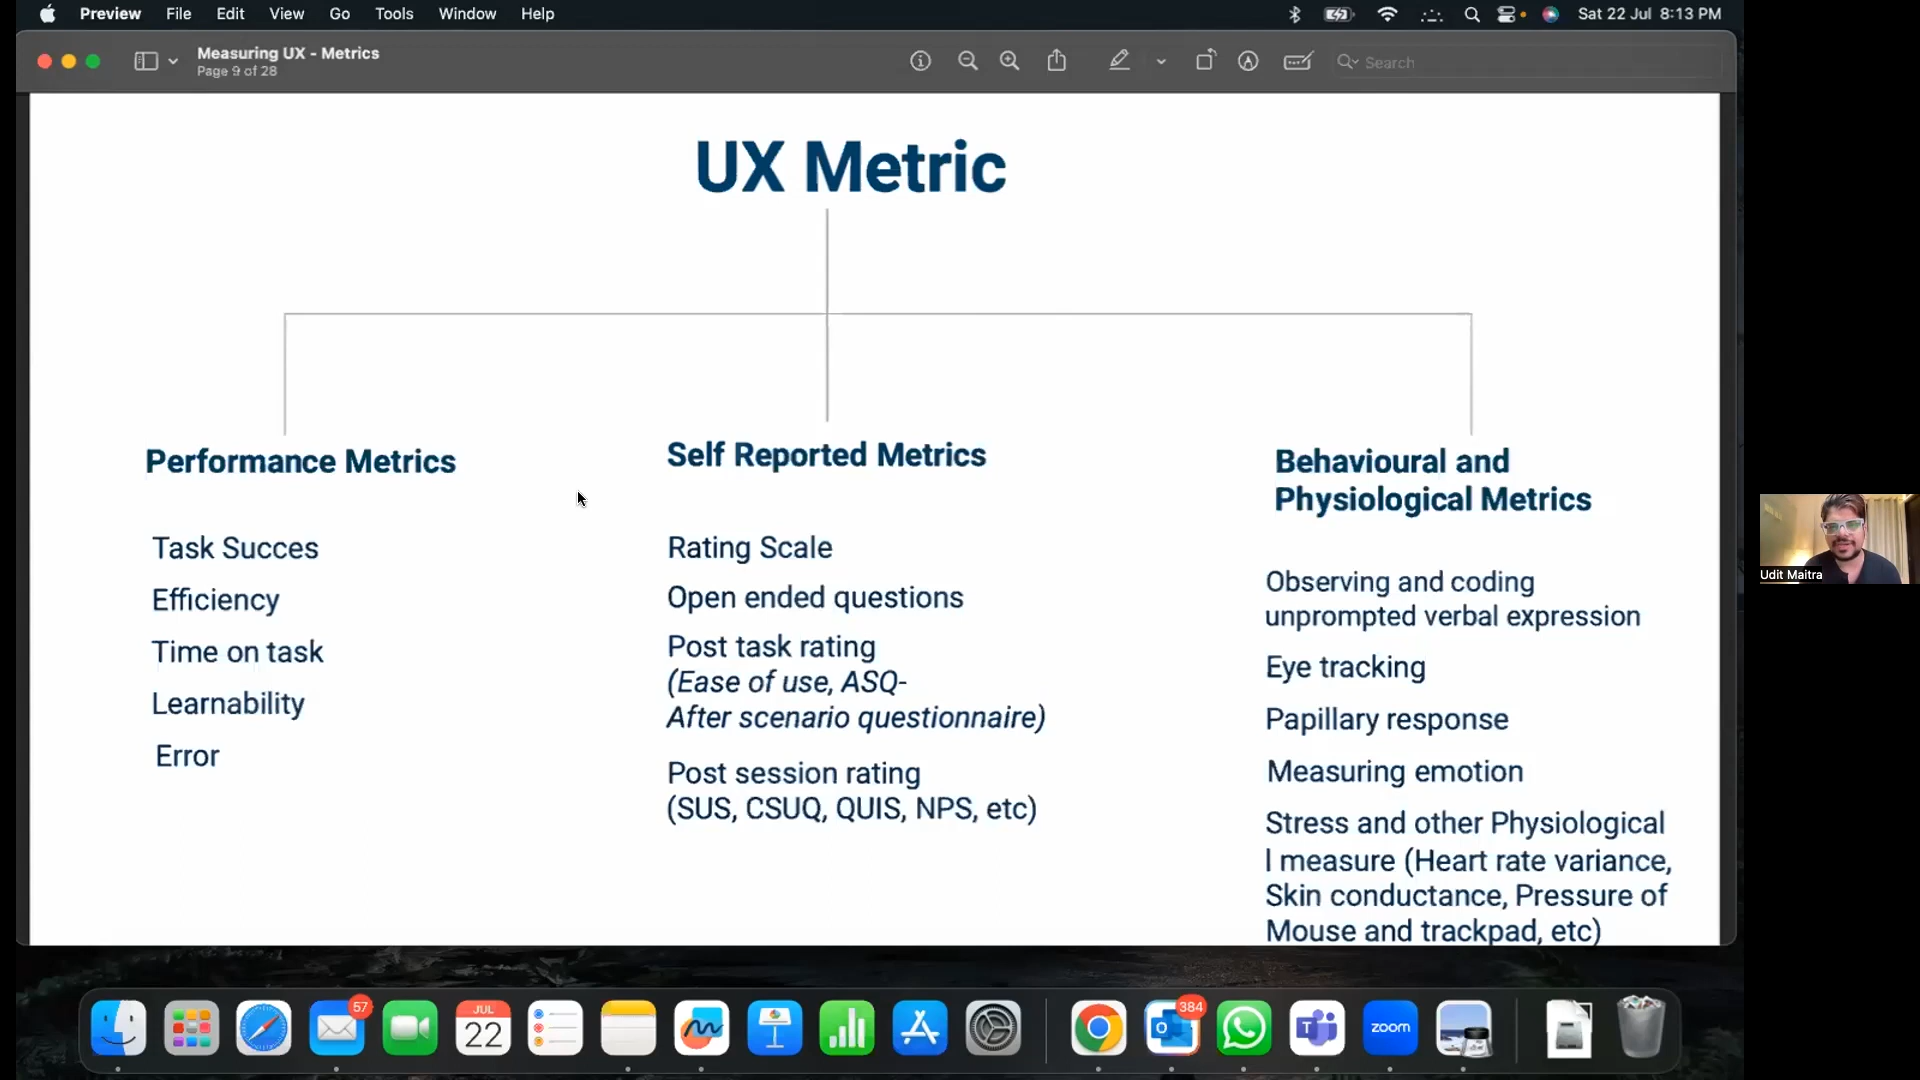 Preview File Edit View Go Tools Window Help
Sat 22 Jul 8:13 PM
Measuring UX - Metrics
Page 9 of 28
Search
UX Metric
Performance Metrics
Task Succes
Efficiency
Time on task
Learnability
Error
Self Reported Metrics
Rating Scale
Open ended questions
Post task rating
(Ease of use, ASQ-
After scenario questionnaire)
Post session rating
(SUS, CSUQ, QUIS, NPS, etc)
Behavioural and
Physiological Metrics
Observing and coding
unprompted verbal expression
Eye tracking
Papillary response
Measuring emotion
Stress and other Physiological
l measure (Heart rate variance,
Skin conductance, Pressure of
Mouse and trackpad, etc)
Udit Maitra
57
JUL
22
384
zoom